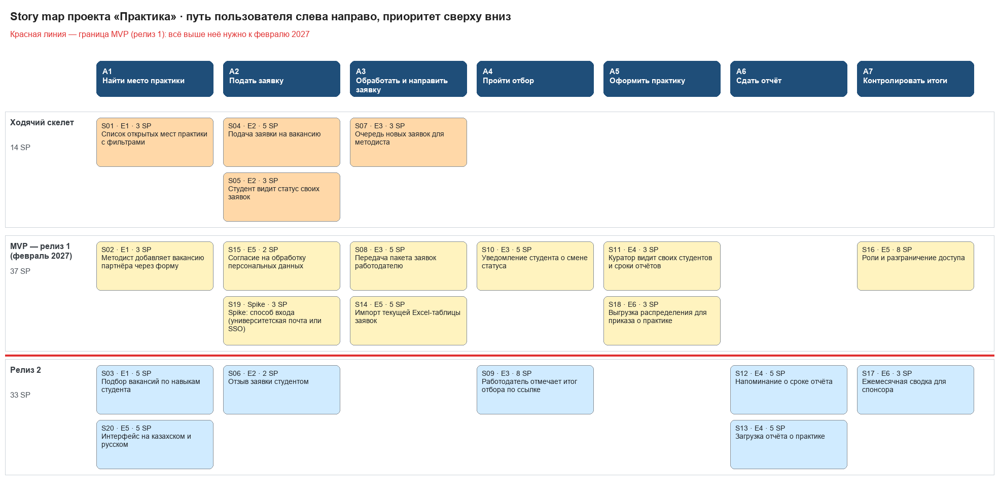 Story map проекта «Практика» · путь пользователя слева направо, приоритет сверху вниз
Красная линия — граница MVP (релиз 1): всё выше неё нужно к февралю 2027
A1
Найти место практики
A2
Подать заявку
A3
Обработать и направить
заявку
A4
Пройти отбор
A5
Оформить практику
A6
Сдать отчёт
A7
Контролировать итоги
Ходячий скелет
14 SP
S01 · E1 · 3 SP
Список открытых мест практики
с фильтрами
S04 · E2 · 5 SP
Подача заявки на вакансию
S07 · E3 · 3 SP
Очередь новых заявок для
методиста
S05 · E2 · 3 SP
Студент видит статус своих
заявок
MVP — релиз 1
(февраль 2027)
37 SP
S02 · E1 · 3 SP
Методист добавляет вакансию
партнёра через форму
S15 · E5 · 2 SP
Согласие на обработку
персональных данных
S08 · E3 · 5 SP
Передача пакета заявок
работодателю
S10 · E3 · 5 SP
Уведомление студента о смене
статуса
S11 · E4 · 3 SP
Куратор видит своих студентов
и сроки отчётов
S16 · E5 · 8 SP
Роли и разграничение доступа
S19 · Spike · 3 SP
Spike: способ входа
(университетская почта или
SSO)
S14 · E5 · 5 SP
Импорт текущей Excel-таблицы
заявок
S18 · E6 · 3 SP
Выгрузка распределения для
приказа о практике
Релиз 2
33 SP
S03 · E1 · 5 SP
Подбор вакансий по навыкам
студента
S06 · E2 · 2 SP
Отзыв заявки студентом
S09 · E3 · 8 SP
Работодатель отмечает итог
отбора по ссылке
S12 · E4 · 5 SP
Напоминание о сроке отчёта
S17 · E6 · 3 SP
Ежемесячная сводка для
спонсора
S20 · E5 · 5 SP
Интерфейс на казахском и
русском
S13 · E4 · 5 SP
Загрузка отчёта о практике